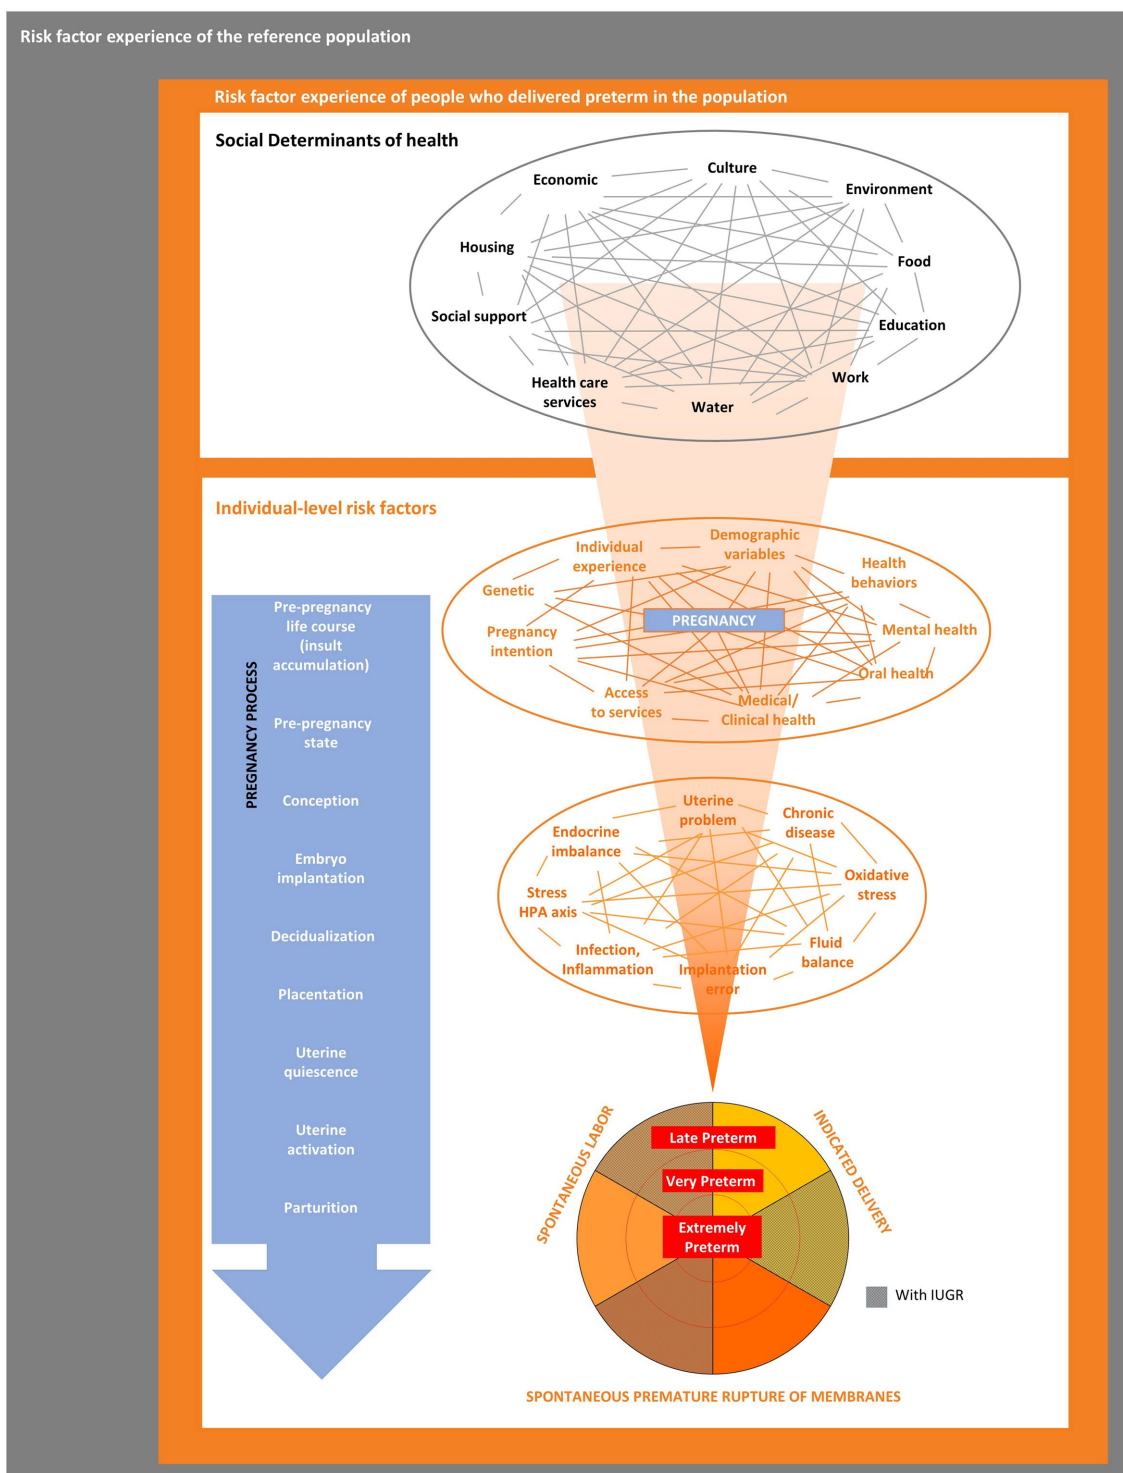 Risk factor experience of the reference population
Risk factor experience of people who delivered preterm in the population
Social Determinants of health
Culture
Economic
Environment
Housing
Food
Social support
Education
Health care
services
Work
Water
Individual-level risk factors
Demographic
variables
Individual
experience
Health
behaviors
Genetic
PREGNANCY
Pregnancy
intention
Mental health
Oral health
Access
to services
Medical/
Clinical health
PREGNANCY PROCESS
Pre-pregnancy
life course
(insult
accumulation)
Pre-pregnancy
state
Conception
Embryo
implantation
Decidualization
Placentation
Uterine
quiescence
Uterine
activation
Parturition
Uterine
problem
Chronic
disease
Endocrine
imbalance
Oxidative
stress
Stress
HPA axis
Fluid
balance
Infection,
Inflammation
Implantation
error
SPONTANEOUS LABOR
INDICATED DELIVERY
Late Preterm
Very Preterm
Extremely
Preterm
With IUGR
SPONTANEOUS PREMATURE RUPTURE OF MEMBRANES